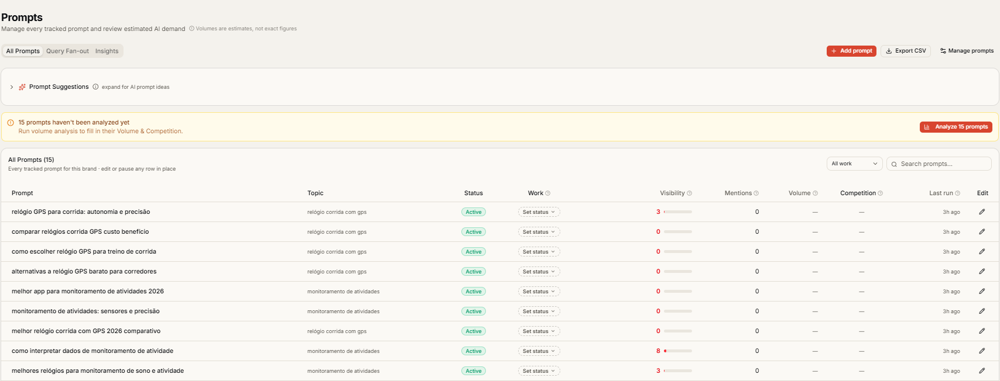 Prompts
Manage every tracked prompt and review estimated AI demand Volumes are estimates, not exact figures
All Prompts Query Fan-out Insights
Add prompt Export CSV Manage prompts
Prompt Suggestions expand for AI prompt ideas
15 prompts haven't been analyzed yet
Run volume analysis to fill in their Volume & Competition.
Analyze 15 prompts
All Prompts (15)
Every tracked prompt for this brand · edit or pause any row in place
All work Search prompts...
Prompt Topic Status Work Visibility Mentions Volume Competition Last run Edit
relógio GPS para corrida: autonomia e precisão relógio corrida com gps Active Set status 3 0 — — 3h ago
comparar relógios corrida GPS custo benefício relógio corrida com gps Active Set status 0 0 — — 3h ago
como escolher relógio GPS para treino de corrida relógio corrida com gps Active Set status 0 0 — — 3h ago
alternativas a relógio GPS barato para corredores relógio corrida com gps Active Set status 0 0 — — 3h ago
melhor app para monitoramento de atividades 2026 monitoramento de atividades Active Set status 0 0 — — 3h ago
monitoramento de atividades: sensores e precisão monitoramento de atividades Active Set status 0 0 — — 3h ago
melhor relógio corrida com GPS 2026 comparativo relógio corrida com gps Active Set status 0 0 — — 3h ago
como interpretar dados de monitoramento de atividade monitoramento de atividades Active Set status 8 0 — — 3h ago
melhores relógios para monitoramento de sono e atividade monitoramento de atividades Active Set status 3 0 — — 3h ago